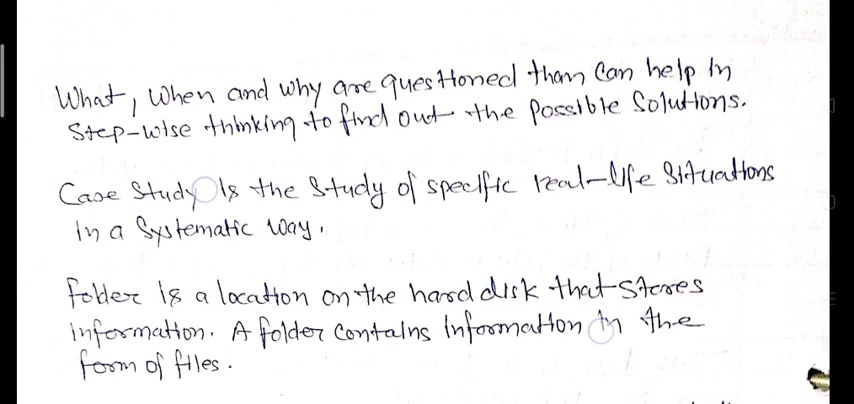 What, When and why are questioned than Can help in
Step-wise thinking to find out the possible Solutions.
Case Study is the Study of specific real-life Situations
in a Systematic way.
folder is a location on the hard disk that stores
information. A folder contains information in the
form of files.